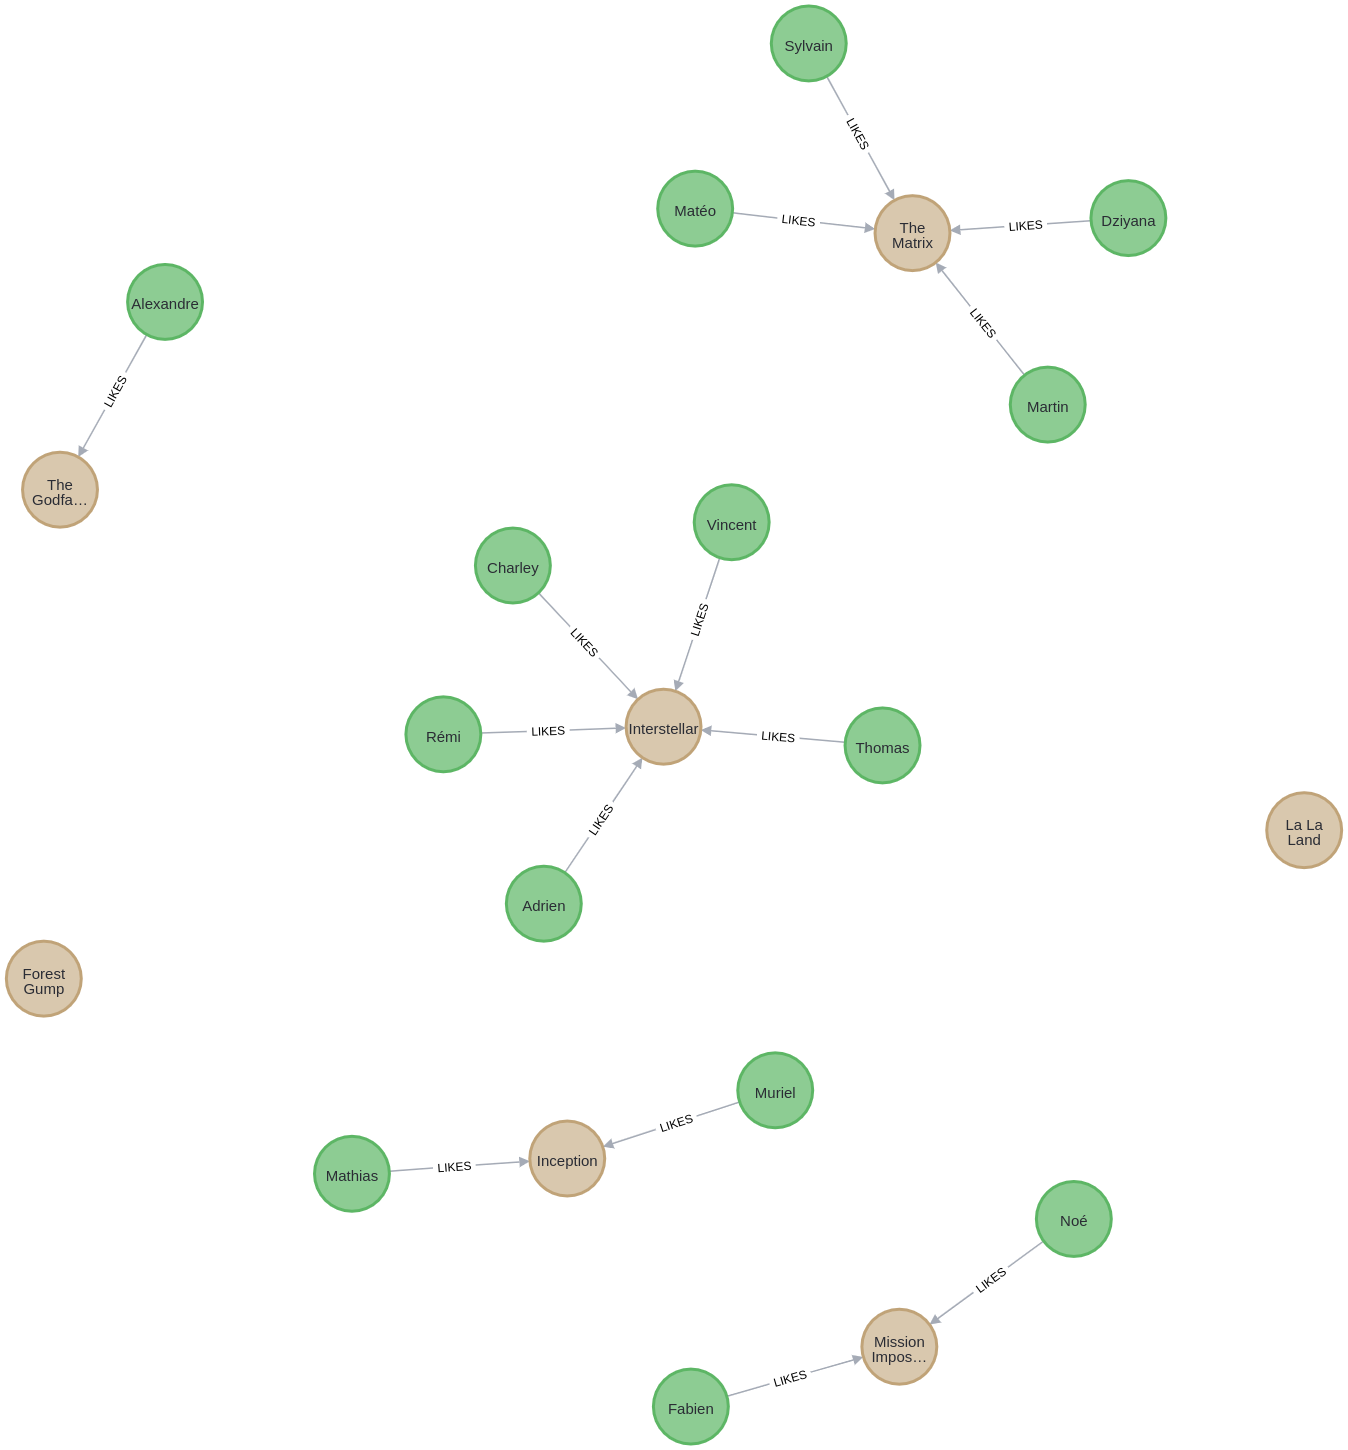 Sylvain
LIKES
Matéo
LIKES
The
Matrix
LIKES
Dziyana
Alexandre
LIKES
LIKES
Martin
The
Godfa…
Vincent
Charley
LIKES
LIKES
Rémi
LIKES
Interstellar
LIKES
Thomas
LIKES
Adrien
La La
Land
Forest
Gump
Muriel
LIKES
Mathias
LIKES
Inception
Noé
LIKES
Mission
Impos…
LIKES
Fabien